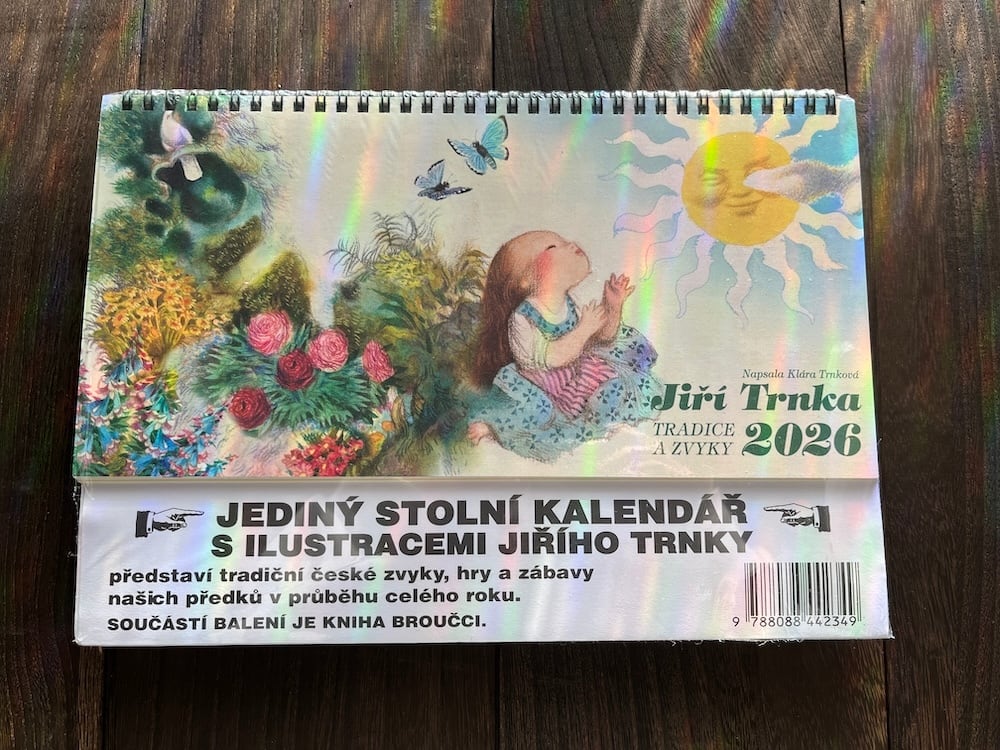 Napsala Klára Trnková
Jiří Trnka
TRADICE
A ZVYKY 2026
JEDINÝ STOLNÍ KALENDÁŘ
S ILUSTRACEMI JIŘÍHO TRNKY
představí tradiční české zvyky, hry a zábavy
našich předků v průběhu celého roku.
SOUČÁSTÍ BALENÍ JE KNIHA BROUČCI.
9 788088 442349